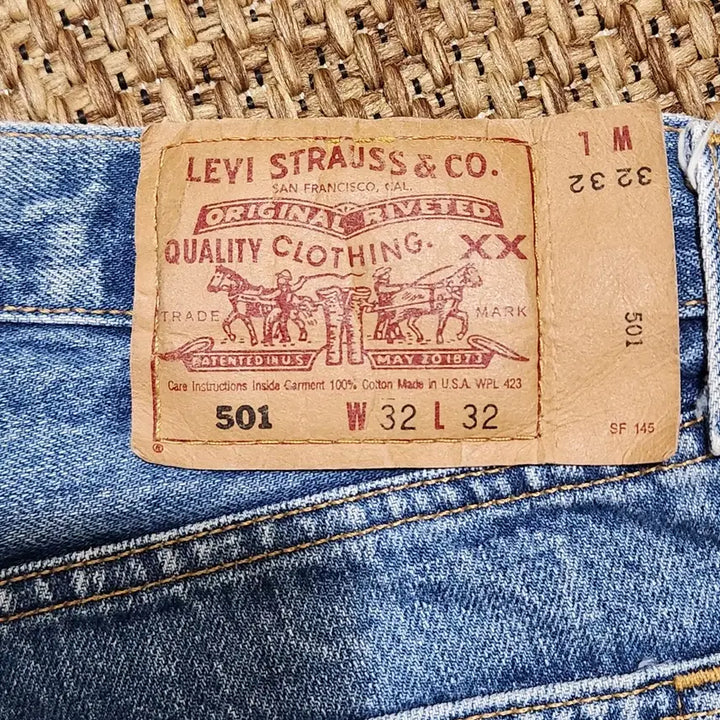 LEVI STRAUSS & CO.
SAN FRANCISCO, CAL.
ORIGINAL RIVETED
QUALITY CLOTHING. XX
TRADE MARK
PATENTED IN U.S. MAY 20 1873
Care Instructions Inside Garment 100% Cotton Made in U.S.A. WPL 423
501 W 32 L 32
®
1 M
32 32
501
SF 145